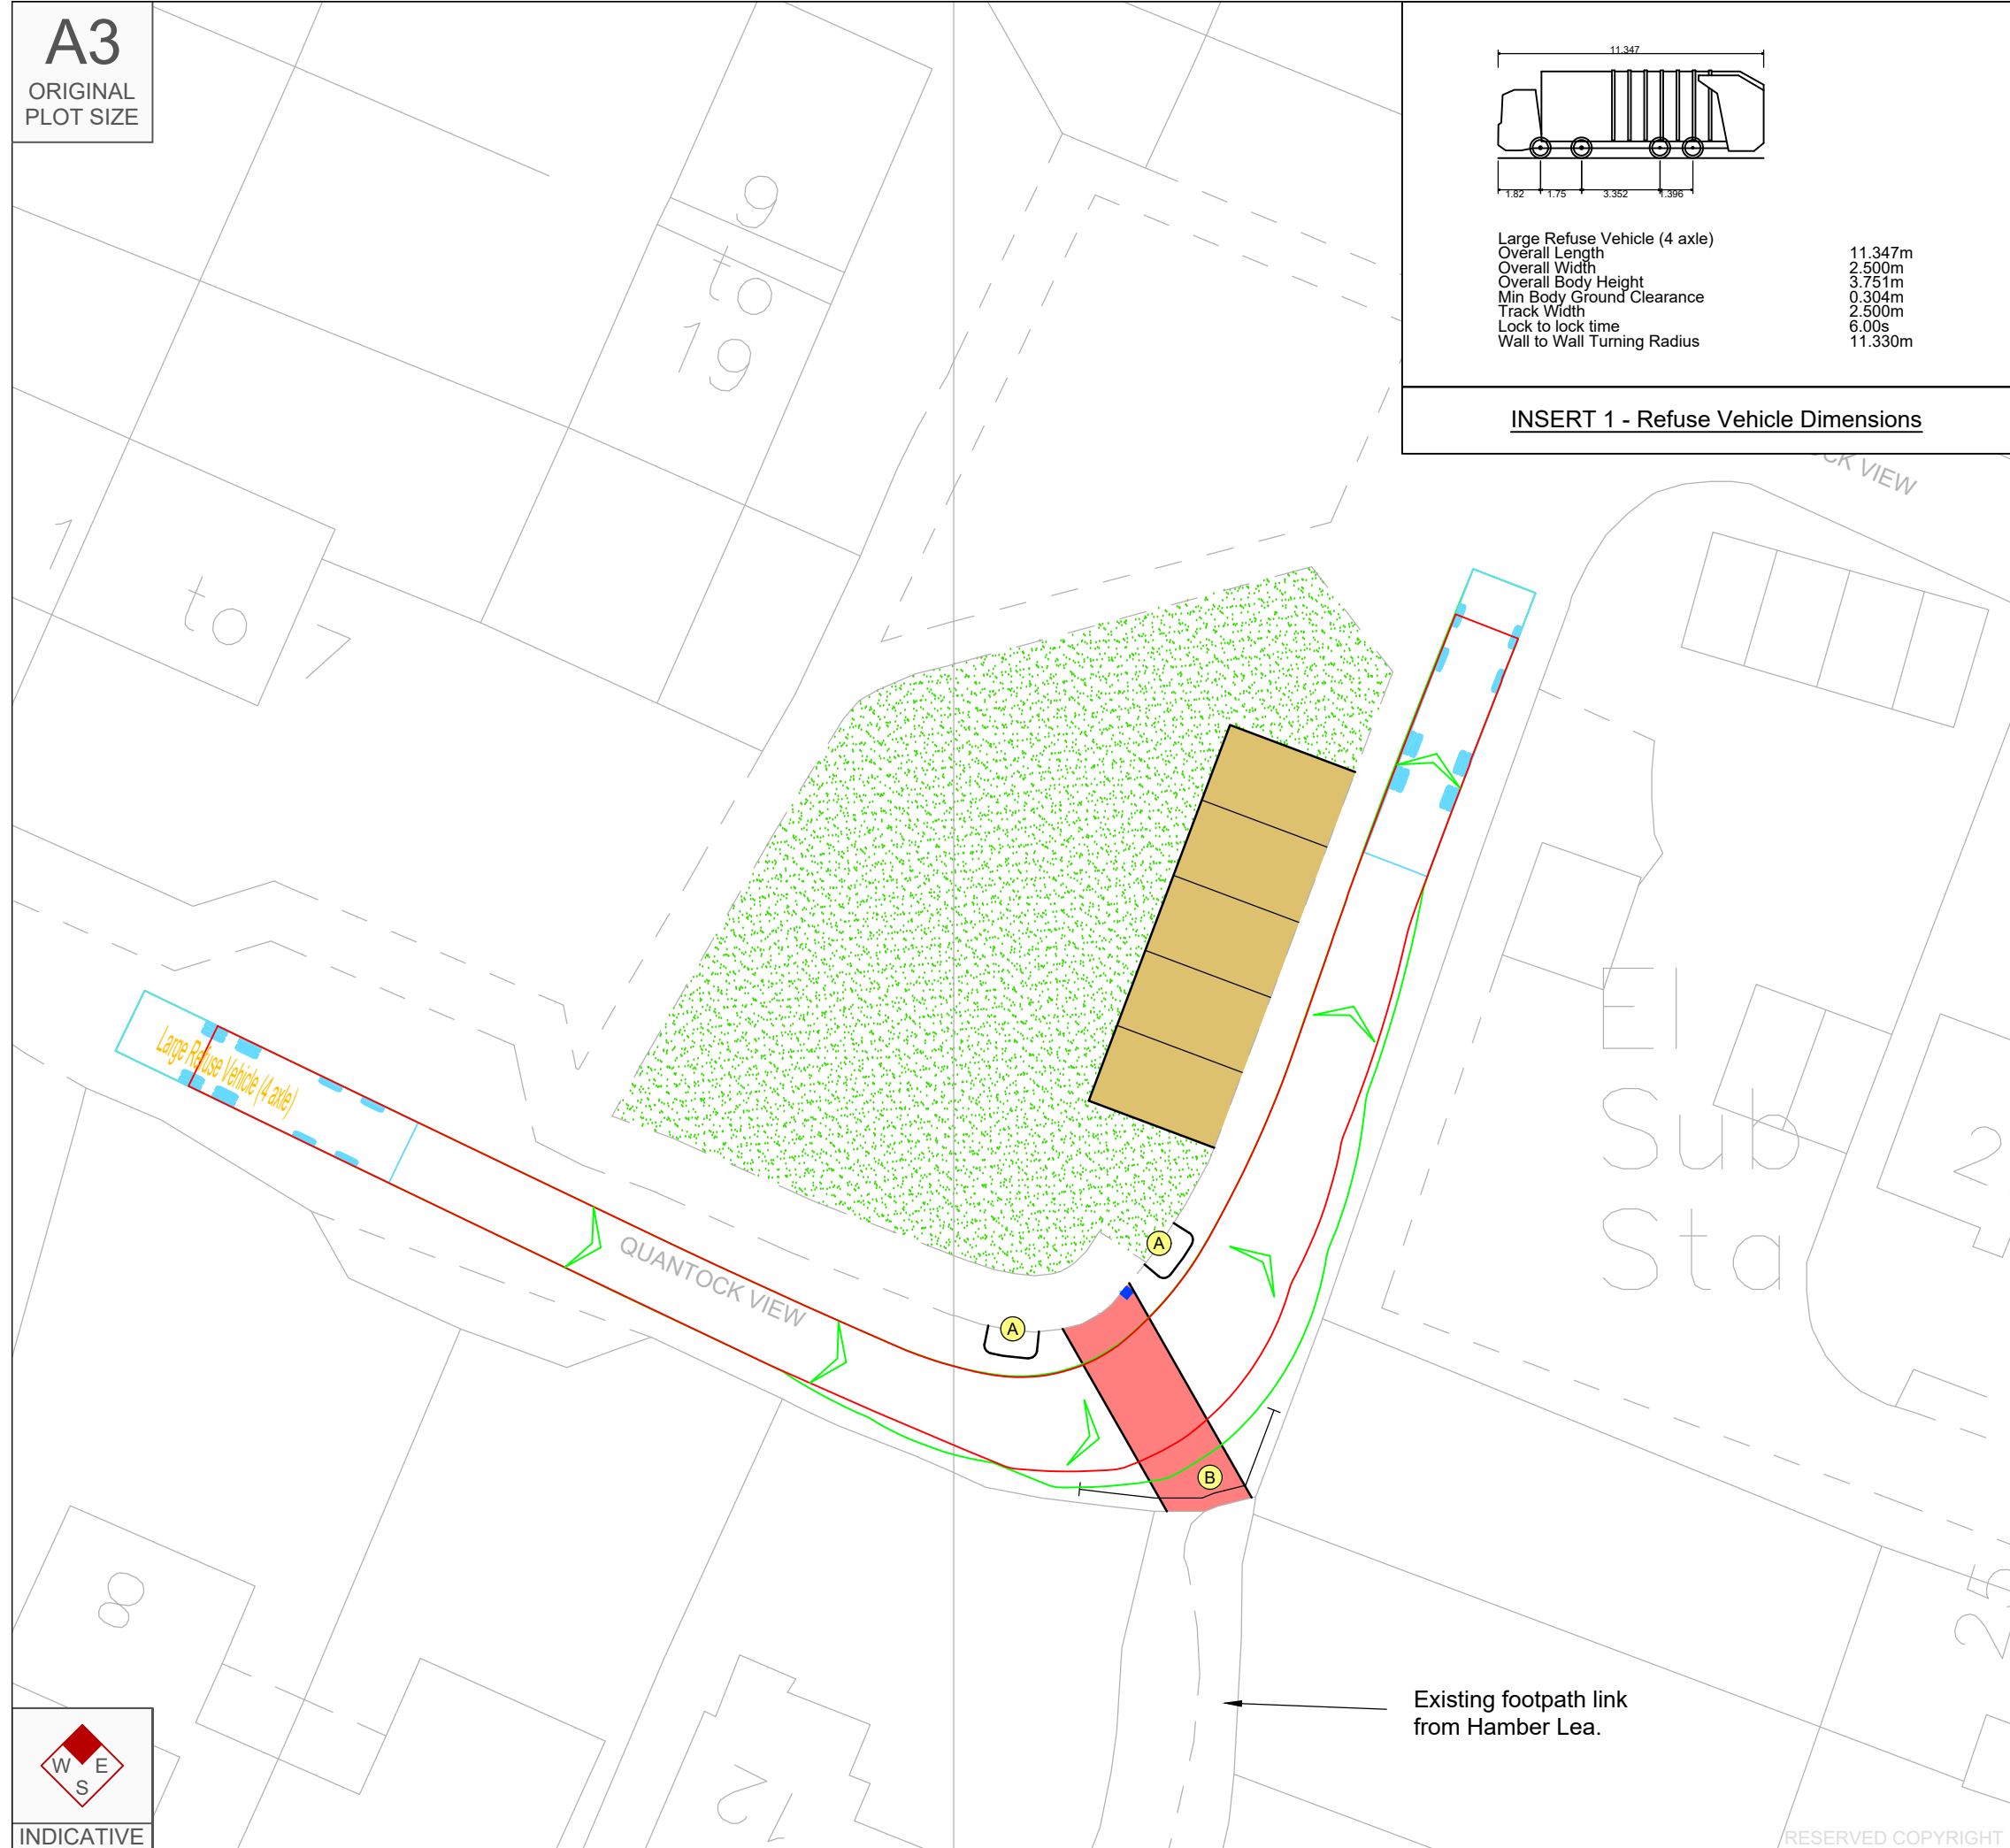 A3
ORIGINAL
PLOT SIZE
11.347
1.82 1.75 3.352 1.396
Large Refuse Vehicle (4 axle)
Overall Length 11.347m
Overall Width 2.500m
Overall Body Height 3.751m
Min Body Ground Clearance 0.304m
Track Width 2.500m
Lock to lock time 6.00s
Wall to Wall Turning Radius 11.330m
INSERT 1 - Refuse Vehicle Dimensions
VIEW
9
to
19
1
to
7
Large Refuse Vehicle (4 axle)
QUANTOCK VIEW
A
A
B
El
Sub
Sta
2
8
25
Existing footpath link
from Hamber Lea.
W E
S
INDICATIVE
RESERVED COPYRIGHT